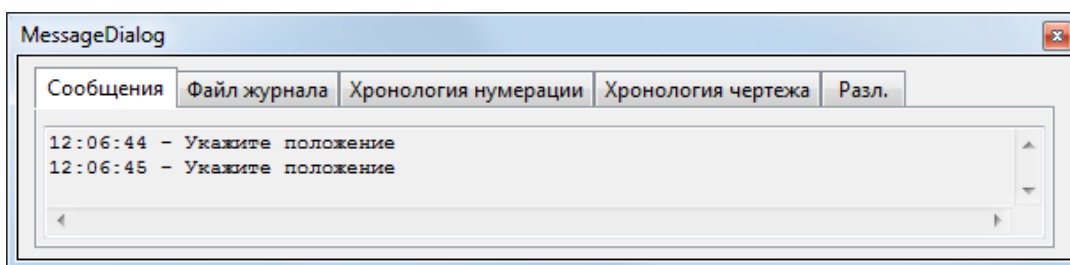 MessageDialog
Сообщения Файл журнала Хронология нумерации Хронология чертежа Разл.
12:06:44 - Укажите положение
12:06:45 - Укажите положение